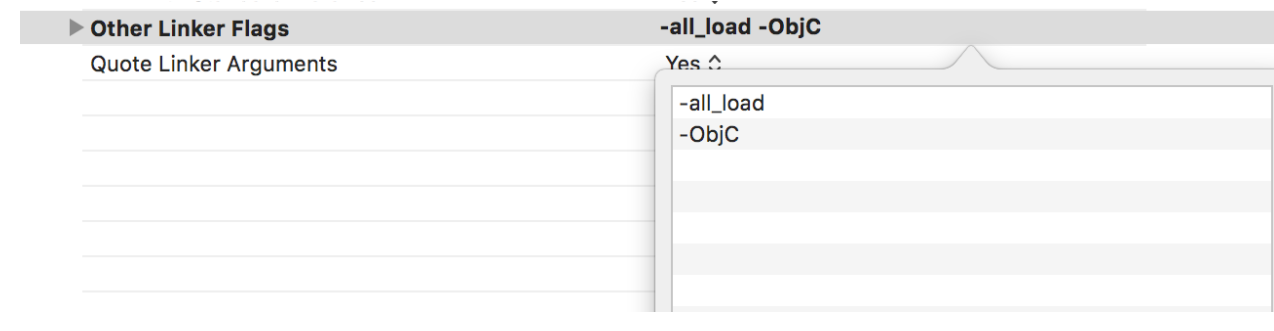 Other Linker Flags -all_load -ObjC
Quote Linker Arguments Yes
-all_load
-ObjC